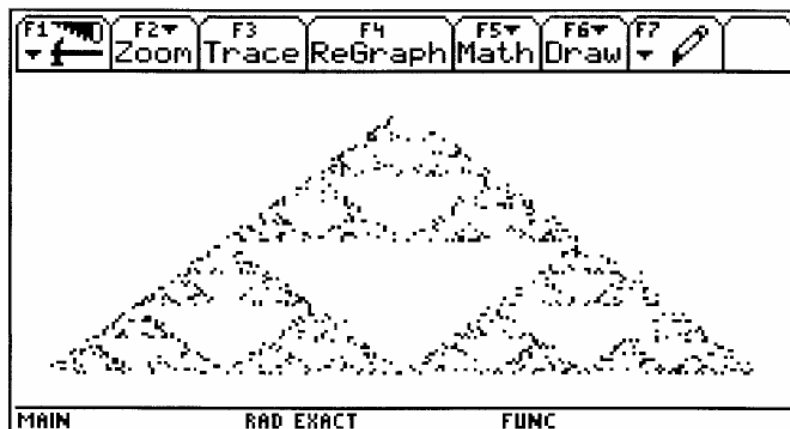 F1 F2 F3 F4 F5 F6 F7
Zoom Trace ReGraph Math Draw
MAIN RAD EXACT FUNC